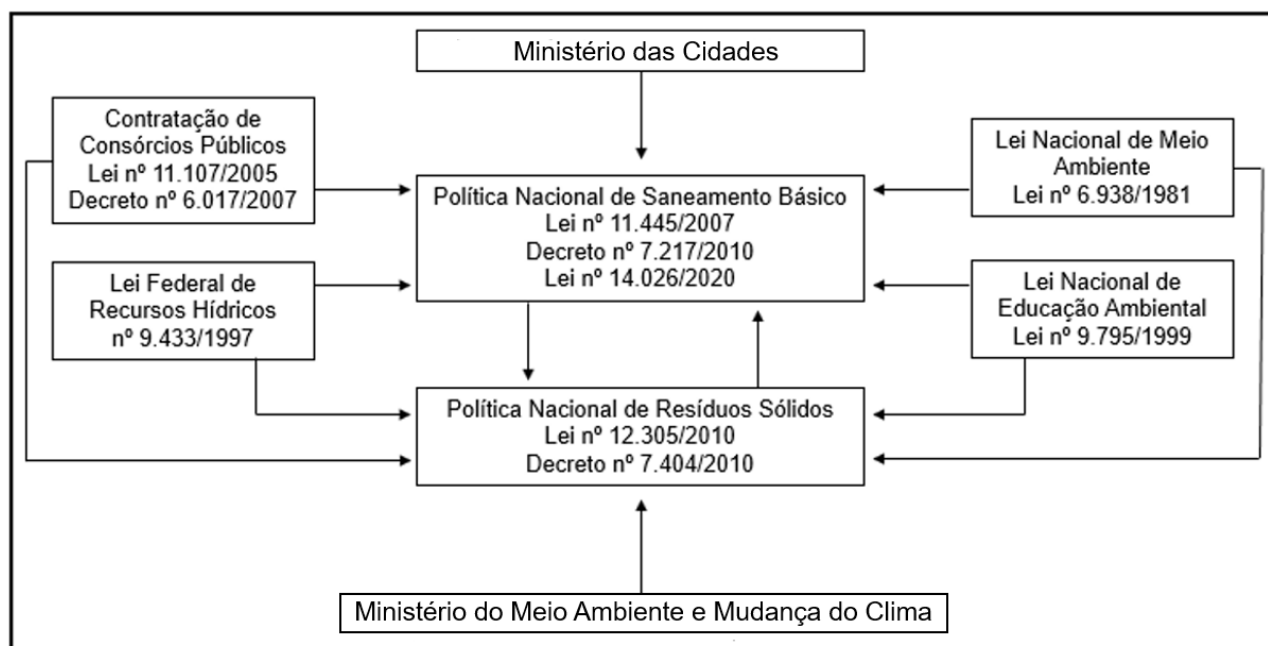 Ministério das Cidades
Contratação de
Consórcios Públicos
Lei nº 11.107/2005
Decreto nº 6.017/2007
Lei Nacional de Meio
Ambiente
Lei nº 6.938/1981
Política Nacional de Saneamento Básico
Lei nº 11.445/2007
Decreto nº 7.217/2010
Lei nº 14.026/2020
Lei Federal de
Recursos Hídricos
nº 9.433/1997
Lei Nacional de
Educação Ambiental
Lei nº 9.795/1999
Política Nacional de Resíduos Sólidos
Lei nº 12.305/2010
Decreto nº 7.404/2010
Ministério do Meio Ambiente e Mudança do Clima